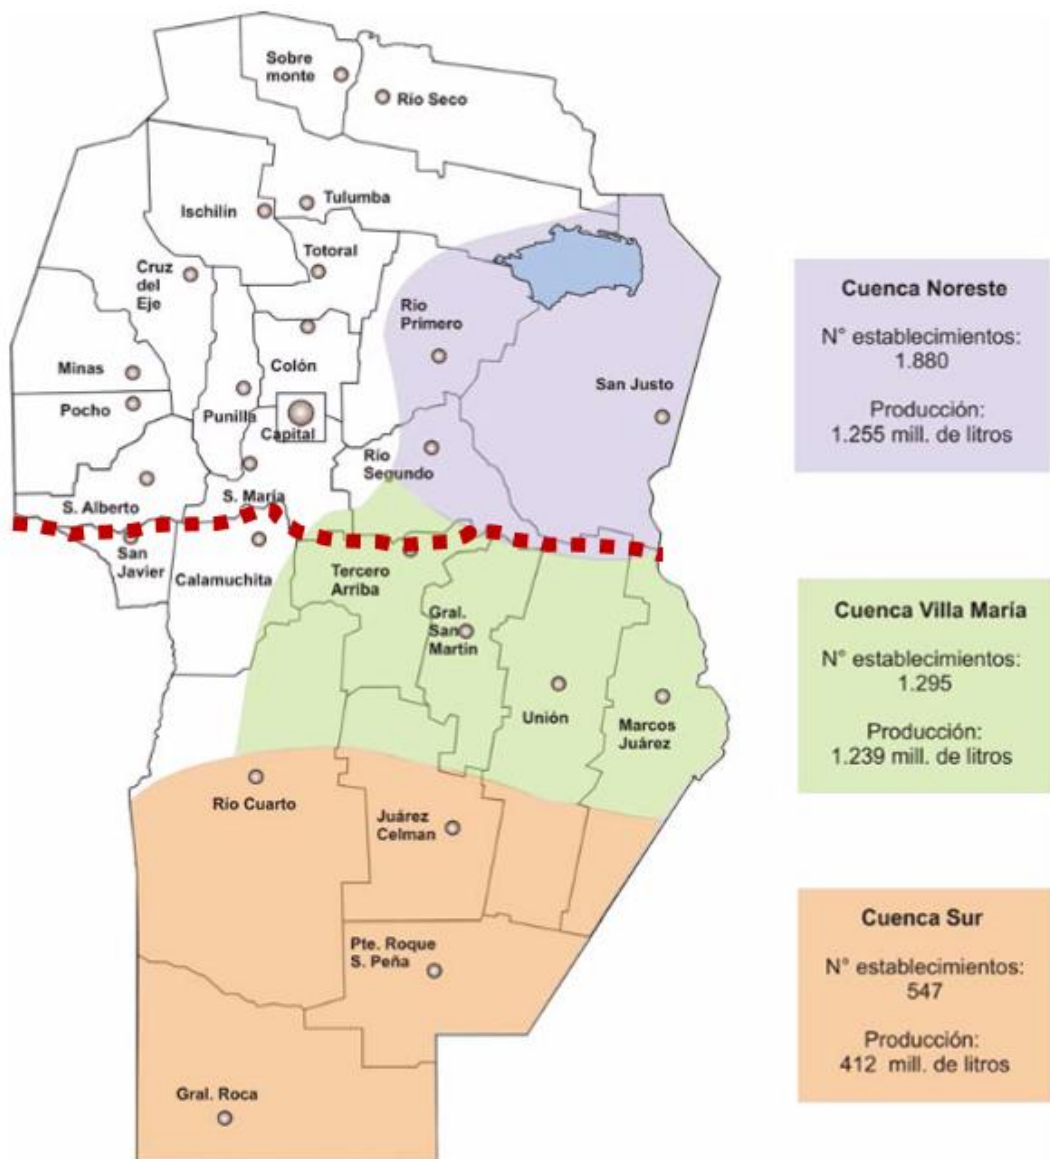 Sobre
monte
Río Seco
Ischilín
Tulumba
Totoral
Cruz
del
Eje
Río
Primero
Minas
Colón
San Justo
Pocho
Punilla
Capital
Río
Segundo
S. Alberto
S. María
San
Javier
Calamuchita
Tercero
Arriba
Gral.
San
Martin
Unión
Marcos
Juárez
Río Cuarto
Juárez
Celman
Pte. Roque
S. Peña
Gral. Roca
Cuenca Noreste
N° establecimientos:
1.880
Producción:
1.255 mill. de litros
Cuenca Villa María
N° establecimientos:
1.295
Producción:
1.239 mill. de litros
Cuenca Sur
N° establecimientos:
547
Producción:
412 mill. de litros